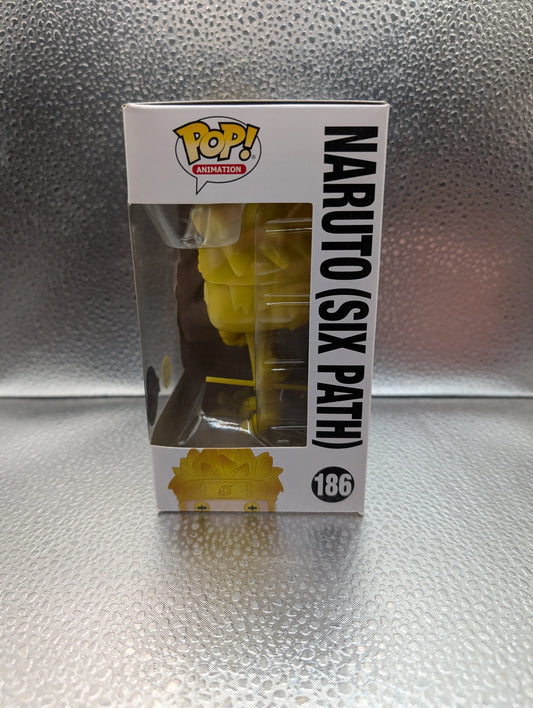 POP!
ANIMATION
NARUTO (SIX PATH)
186